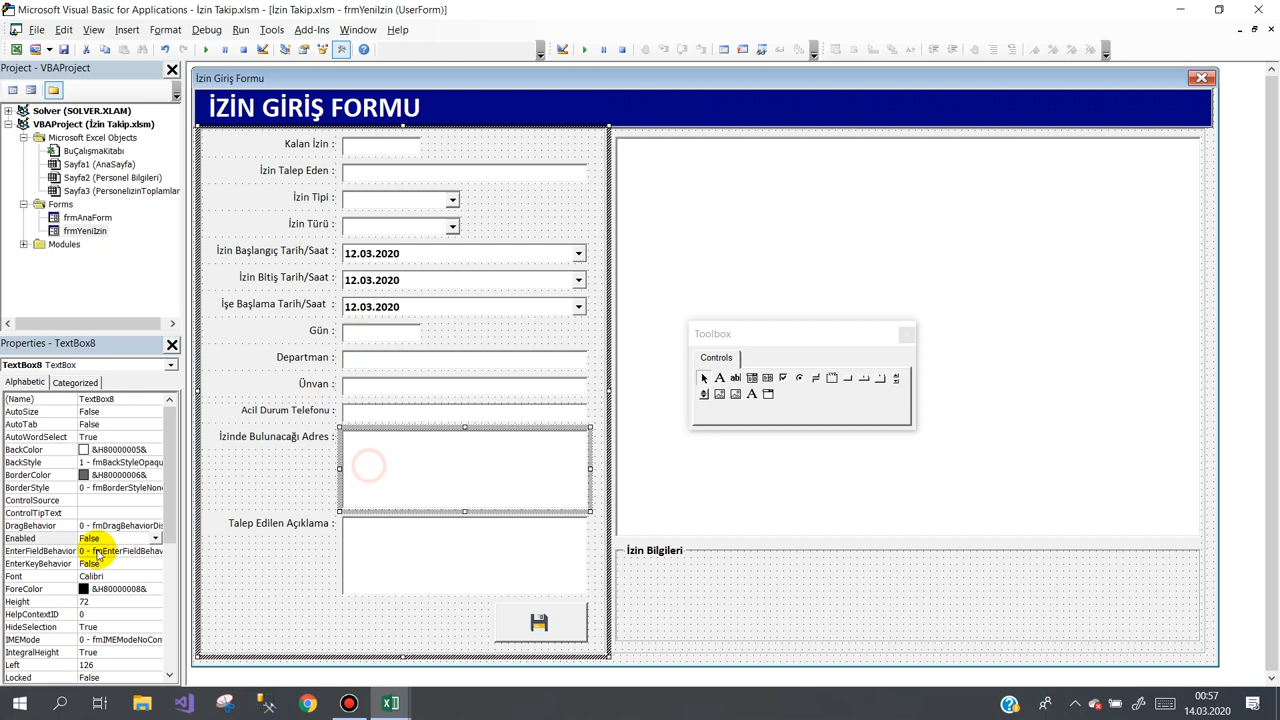 Microsoft Visual Basic for Applications - İzin Takip.xlsm - [İzin Takip.xlsm - frmYeniIzin (UserForm)]
File Edit View Insert Format Debug Run Tools Add-Ins Window Help
Project - VBAProject
Solver (SOLVER.XLAM)
VBAProject (İzin Takip.xlsm)
Microsoft Excel Objects
BuÇalışmaKitabı
Sayfa1 (AnaSayfa)
Sayfa2 (Personel Bilgileri)
Sayfa3 (PersonelizinToplamlar
Forms
frmAnaForm
frmYeniIzin
Modules
Properties - TextBox8
TextBox8 TextBox
Alphabetic Categorized
(Name) TextBox8
AutoSize False
AutoTab False
AutoWordSelect True
BackColor &H80000005&
BackStyle 1 - fmBackStyleOpaqu
BorderColor &H80000006&
BorderStyle 0 - fmBorderStyleNone
ControlSource
ControlTipText
DragBehavior 0 - fmDragBehaviorDis
Enabled False
EnterFieldBehavior 0 - fmEnterFieldBehav
EnterKeyBehavior False
Font Calibri
ForeColor &H80000008&
Height 72
HelpContextID 0
HideSelection True
IMEMode 0 - fmIMEModeNoCon
IntegralHeight True
Left 126
Locked False
İzin Giriş Formu
İZİN GİRİŞ FORMU
Kalan İzin :
İzin Talep Eden :
İzin Tipi :
İzin Türü :
İzin Başlangıç Tarih/Saat : 12.03.2020
İzin Bitiş Tarih/Saat : 12.03.2020
İşe Başlama Tarih/Saat : 12.03.2020
Gün :
Departman :
Ünvan :
Acil Durum Telefonu :
İzinde Bulunacağı Adres :
Talep Edilen Açıklama :
Toolbox
Controls
İzin Bilgileri
00:57
14.03.2020